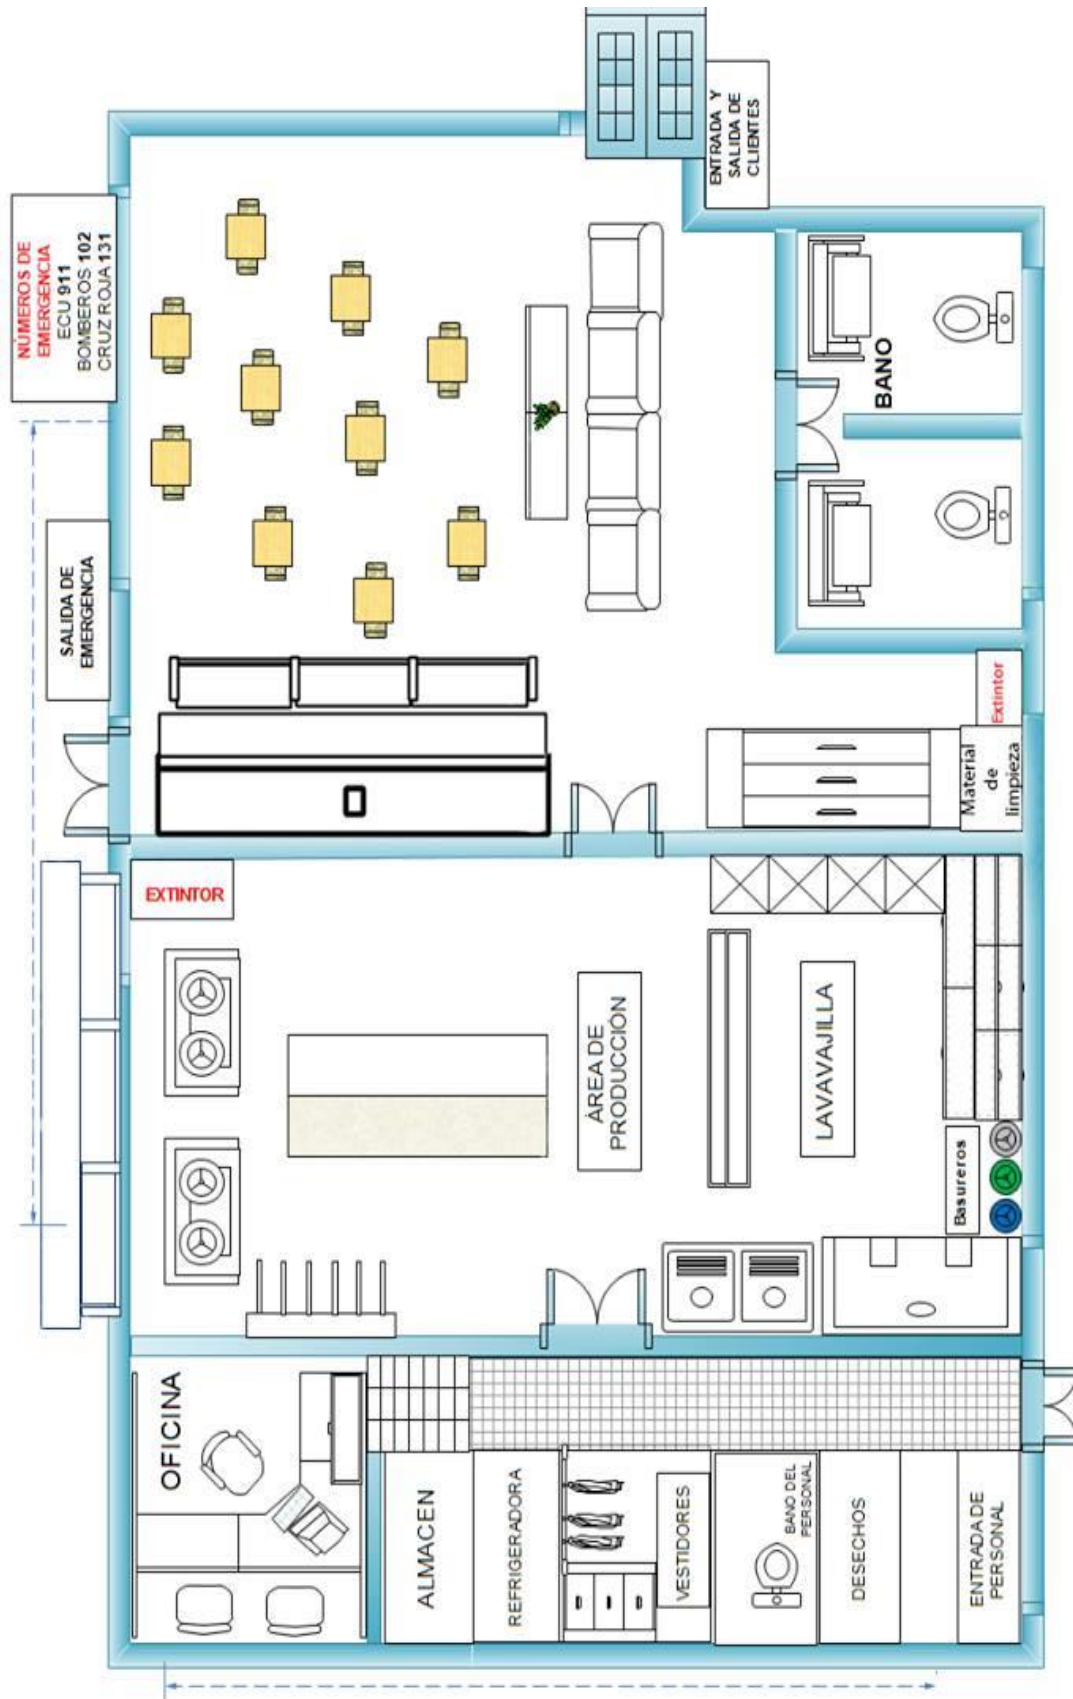 NÚMEROS DE
EMERGENCIA
ECU 911
BOMBEROS 102
CRUZ ROJA 131
SALIDA DE
EMERGENCIA
ENTRADA Y
SALIDA DE
CLIENTES
BANO
Extintor
Material
de
limpieza
EXTINTOR
ÁREA DE
PRODUCCIÓN
LAVAVAJILLA
Basureros
OFICINA
ALMACEN
REFRIGERADORA
VESTIDORES
BANO DEL
PERSONAL
DESECHOS
ENTRADA DE
PERSONAL